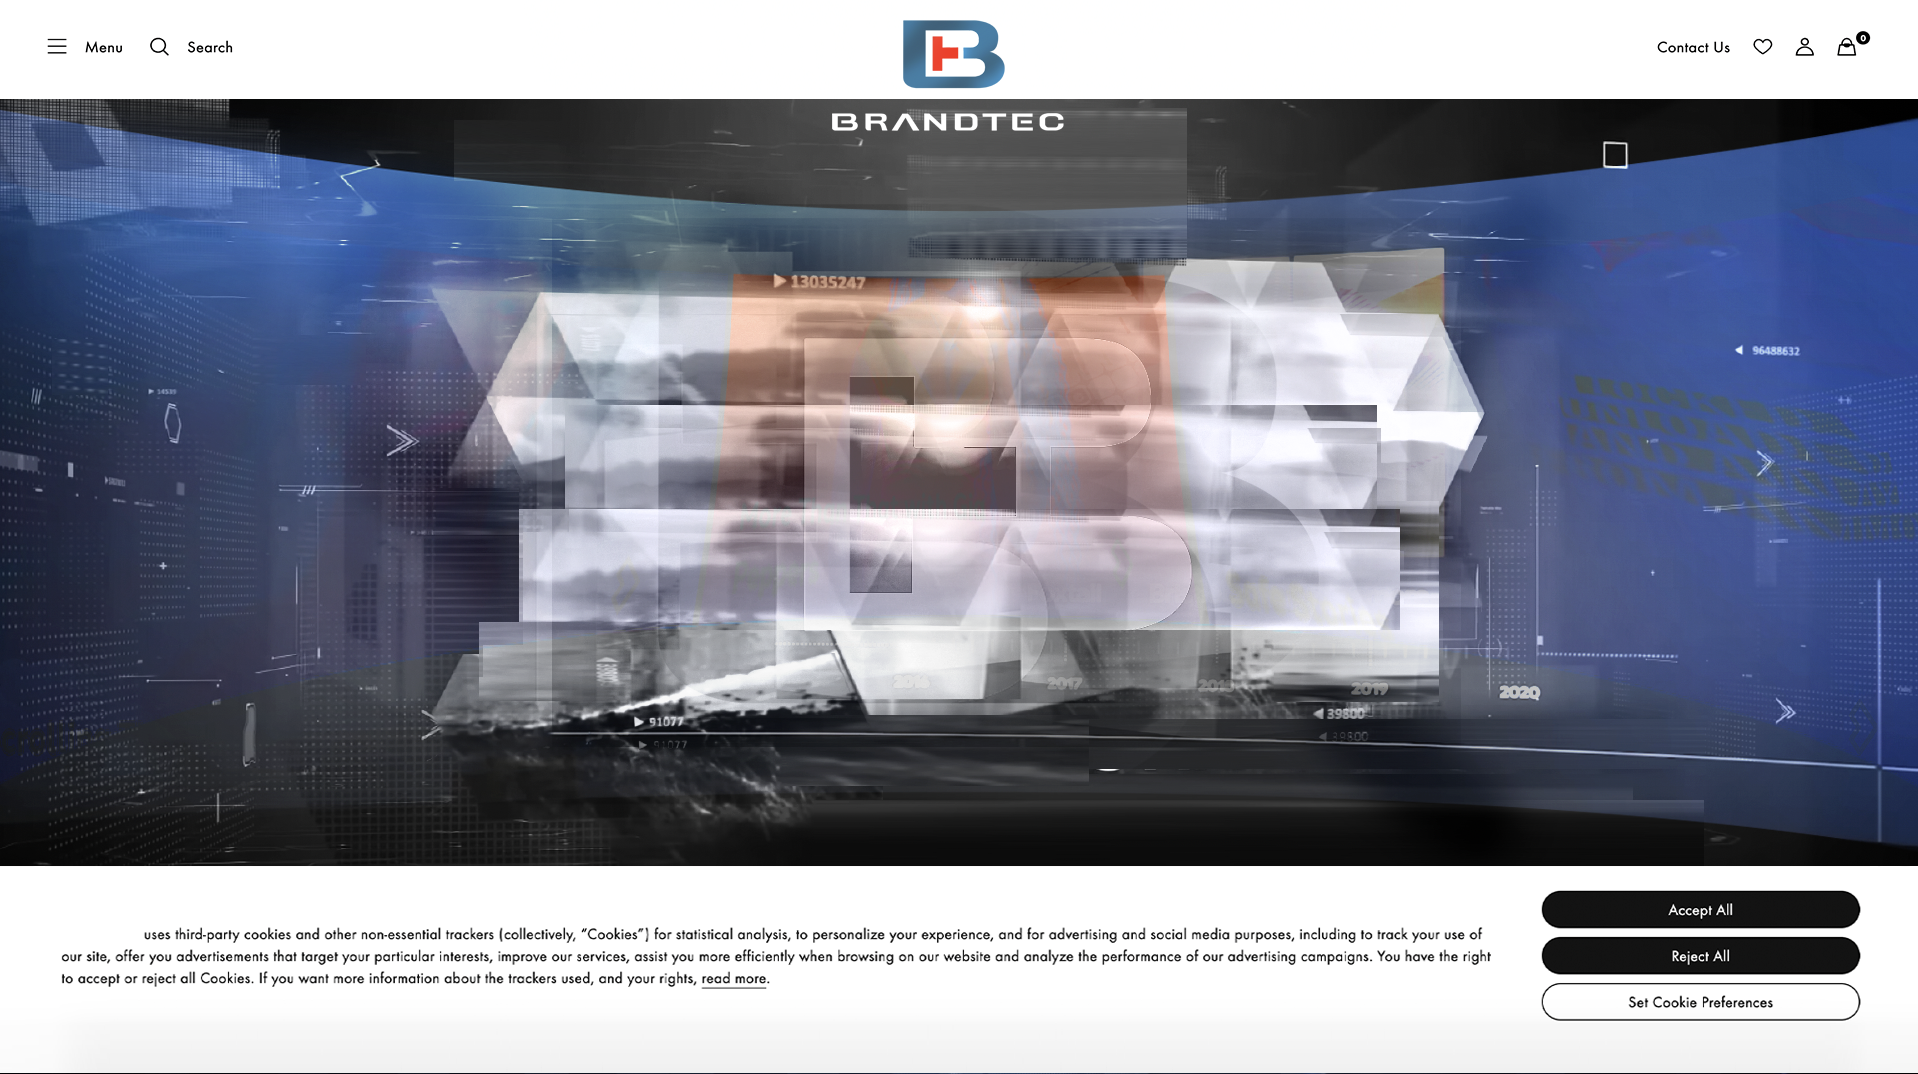 Menu
Search
Contact Us
0
BRANDTEC
13035247
96488632
14539
2016
2017
2018
2019
2020
91077
39800
91077
39800
uses third-party cookies and other non-essential trackers (collectively, “Cookies”) for statistical analysis, to personalize your experience, and for advertising and social media purposes, including to track your use of
our site, offer you advertisements that target your particular interests, improve our services, assist you more efficiently when browsing on our website and analyze the performance of our advertising campaigns. You have the right
to accept or reject all Cookies. If you want more information about the trackers used, and your rights, read more.
Accept All
Reject All
Set Cookie Preferences